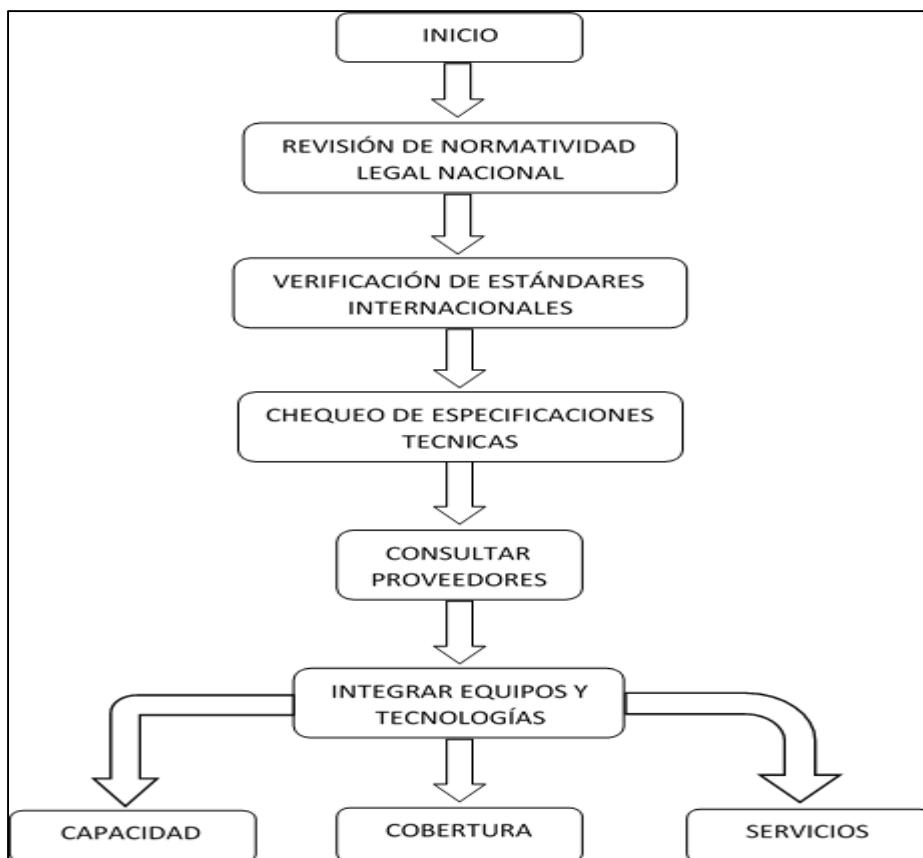 INICIO
REVISIÓN DE NORMATIVIDAD
LEGAL NACIONAL
VERIFICACIÓN DE ESTÁNDARES
INTERNACIONALES
CHEQUEO DE ESPECIFICACIONES
TECNICAS
CONSULTAR
PROVEEDORES
INTEGRAR EQUIPOS Y
TECNOLOGÍAS
CAPACIDAD
COBERTURA
SERVICIOS